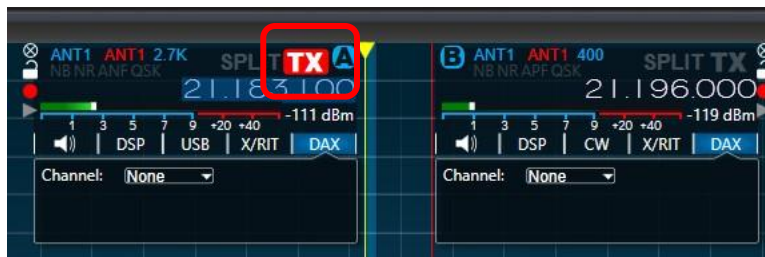 ANT1 ANT1 2.7K SPLIT TX A
NB NR ANF QSK
21.183.100
-111 dBm
1 3 5 7 9 +20 +40
DSP USB X/RIT DAX
Channel: None
B ANT1 ANT1 400 SPLIT TX
NB NR APF QSK
21.196.000
-119 dBm
1 3 5 7 9 +20 +40
DSP CW X/RIT DAX
Channel: None